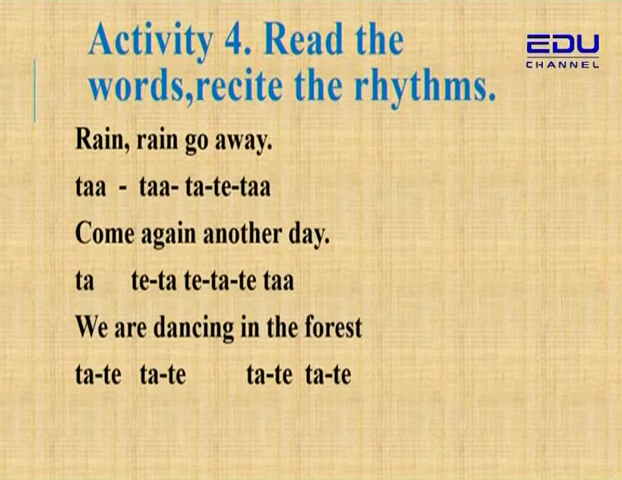 Activity 4. Read the
words,recite the rhythms.
EDU
CHANNEL
Rain, rain go away.
taa - taa- ta-te-taa
Come again another day.
ta te-ta te-ta-te taa
We are dancing in the forest
ta-te ta-te ta-te ta-te